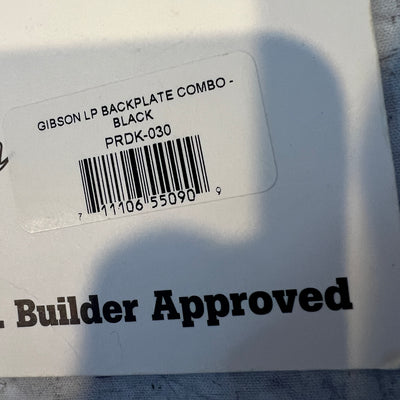 GIBSON LP BACKPLATE COMBO -
BLACK
PRDK-030
7 11106 55090 9
. Builder Approved